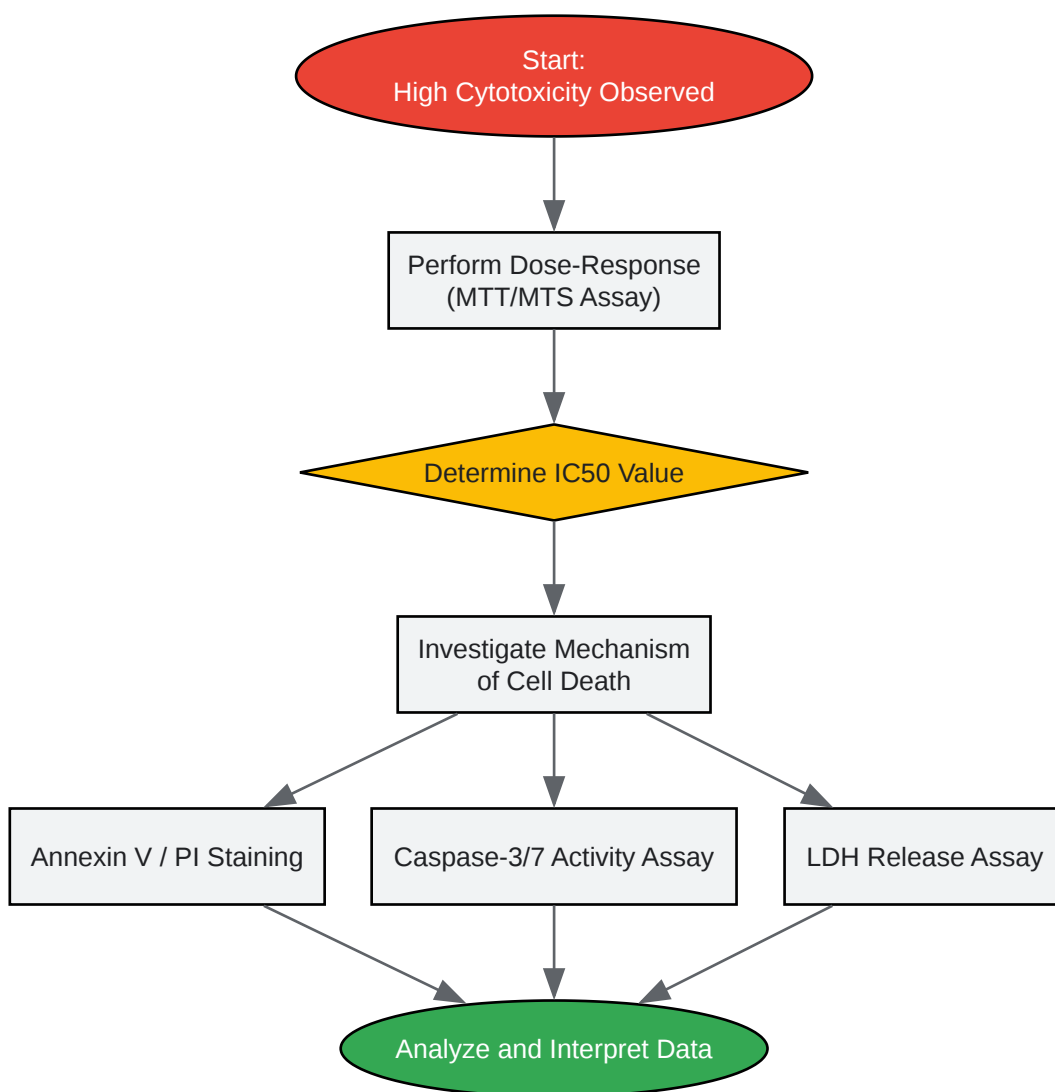 Start:
High Cytotoxicity Observed
Perform Dose-Response
(MTT/MTS Assay)
Determine IC50 Value
Investigate Mechanism
of Cell Death
Annexin V / PI Staining
Caspase-3/7 Activity Assay
LDH Release Assay
Analyze and Interpret Data